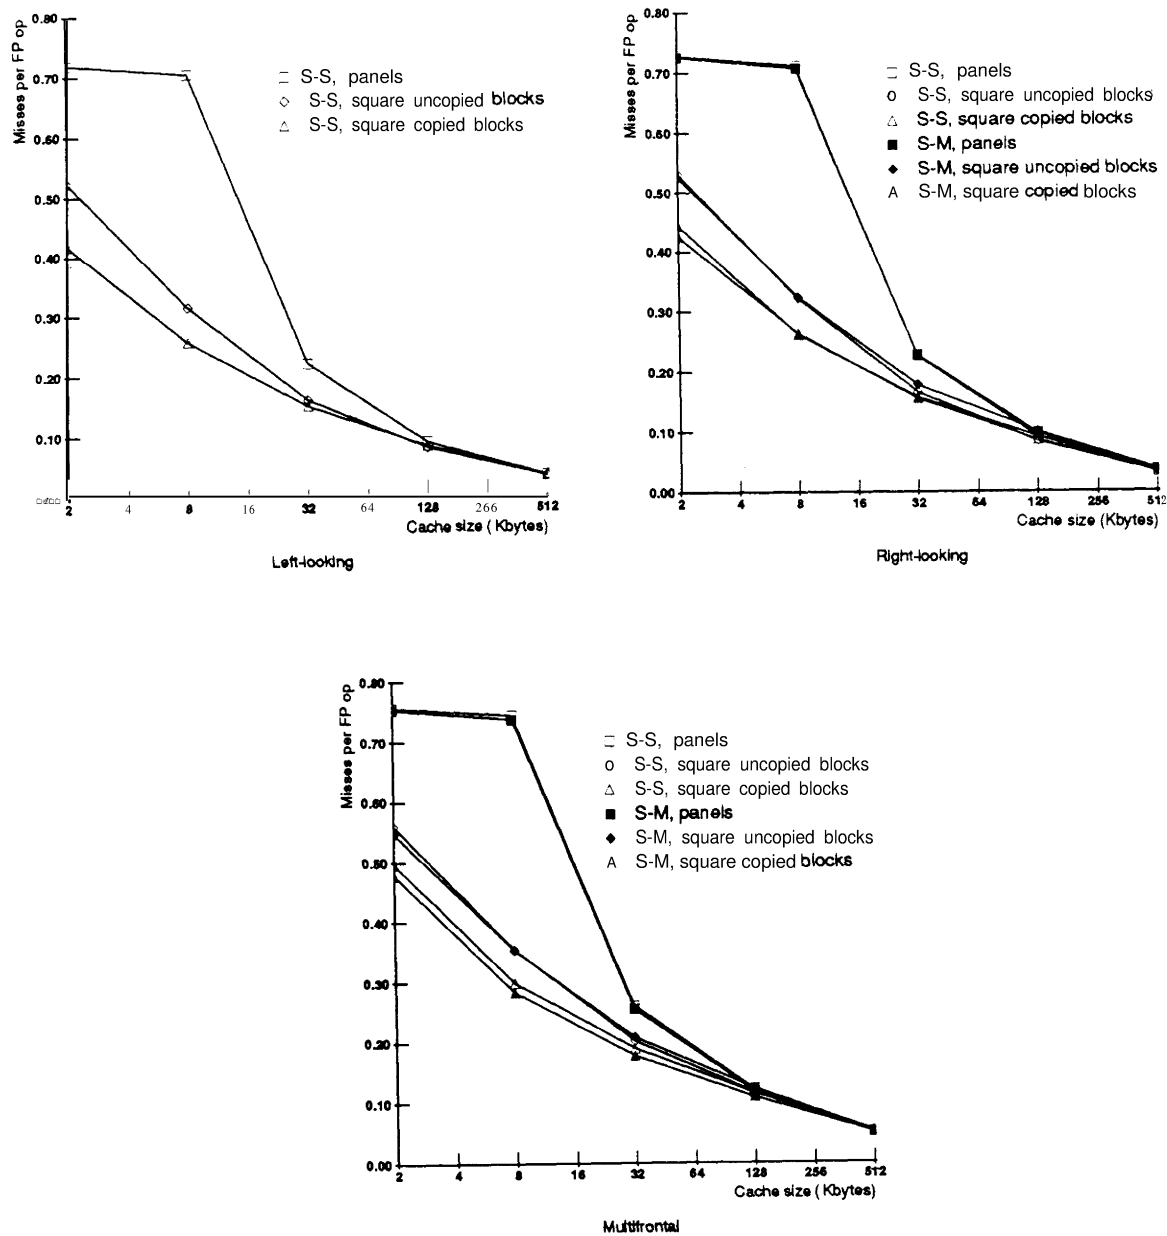 Misses per FP op
0.80
0.70
0.60
0.50
0.40
0.30
0.20
0.10
2 4 8 16 32 64 128 266 512
Cache size ( Kbytes)
S-S, panels
S-S, square uncopied blocks
S-S, square copied blocks
Left-looking
Misses per FP op
0.80
0.70
0.60
0.50
0.40
0.30
0.20
0.10
0.00
2 4 8 16 32 64 128 256 512
Cache size (Kbytes)
S-S, panels
S-S, square uncopied blocks
S-S, square copied blocks
S-M, panels
S-M, square uncopied blocks
S-M, square copied blocks
Right-looking
Misses per FP op
0.80
0.70
0.60
0.50
0.40
0.30
0.20
0.10
0.00
2 4 8 16 32 64 128 256 512
Cache size ( Kbytes)
S-S, panels
S-S, square uncopied blocks
S-S, square copied blocks
S-M, panels
S-M, square uncopied blocks
S-M, square copied blocks
Multifrontal